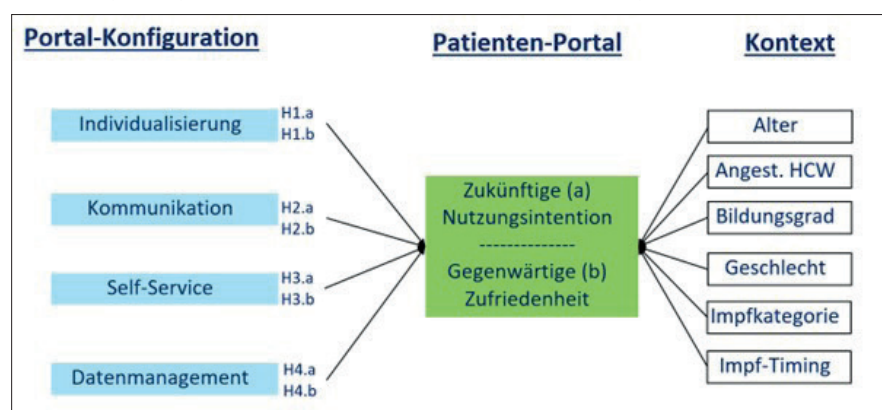 Portal-Konfiguration
Patienten-Portal
Kontext
Individualisierung
H1.a
H1.b
Kommunikation
H2.a
H2.b
Self-Service
H3.a
H3.b
Datenmanagement
H4.a
H4.b
Zukünftige (a)
Nutzungsintention
--------------
Gegenwärtige (b)
Zufriedenheit
Alter
Angest. HCW
Bildungsgrad
Geschlecht
Impfkategorie
Impf-Timing